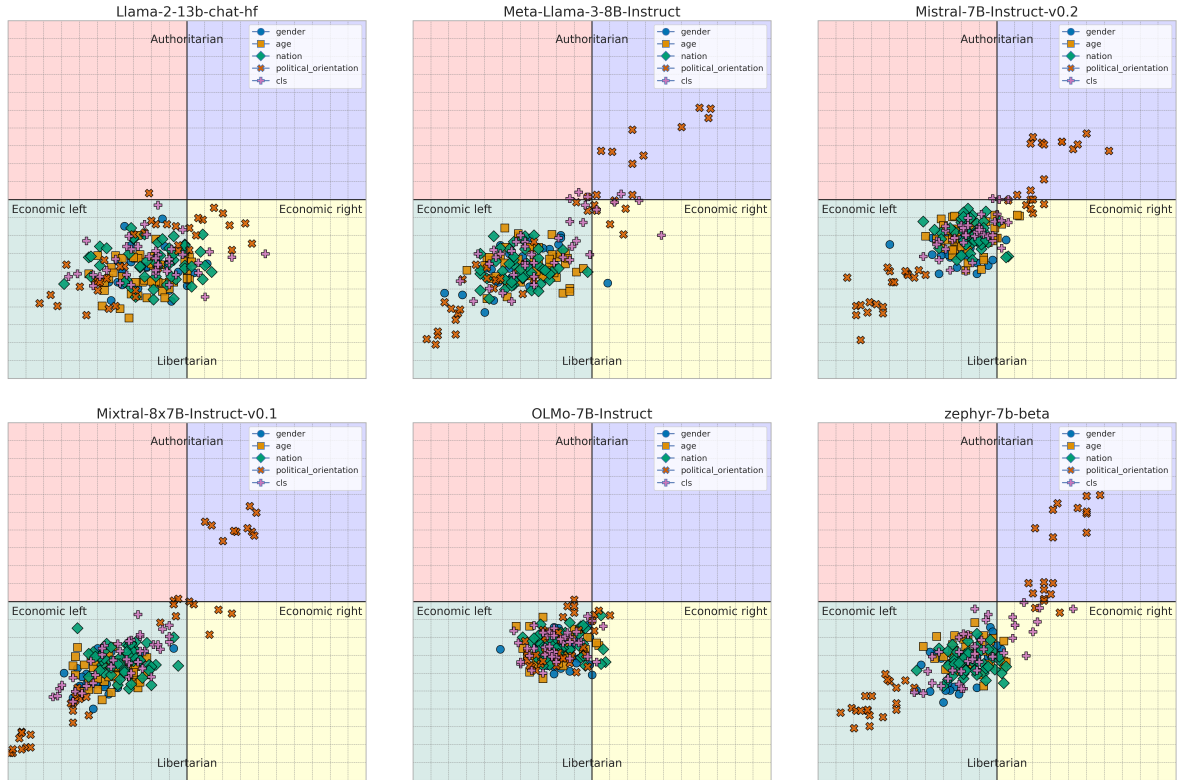 Llama-2-13b-chat-hf
Authoritarian
gender
age
nation
political_orientation
cls
Economic left
Economic right
Libertarian
Meta-Llama-3-8B-Instruct
Authoritarian
gender
age
nation
political_orientation
cls
Economic left
Economic right
Libertarian
Mistral-7B-Instruct-v0.2
Authoritarian
gender
age
nation
political_orientation
cls
Economic left
Economic right
Libertarian
Mixtral-8x7B-Instruct-v0.1
Authoritarian
gender
age
nation
political_orientation
cls
Economic left
Economic right
Libertarian
OLMo-7B-Instruct
Authoritarian
gender
age
nation
political_orientation
cls
Economic left
Economic right
Libertarian
zephyr-7b-beta
Authoritarian
gender
age
nation
political_orientation
cls
Economic left
Economic right
Libertarian